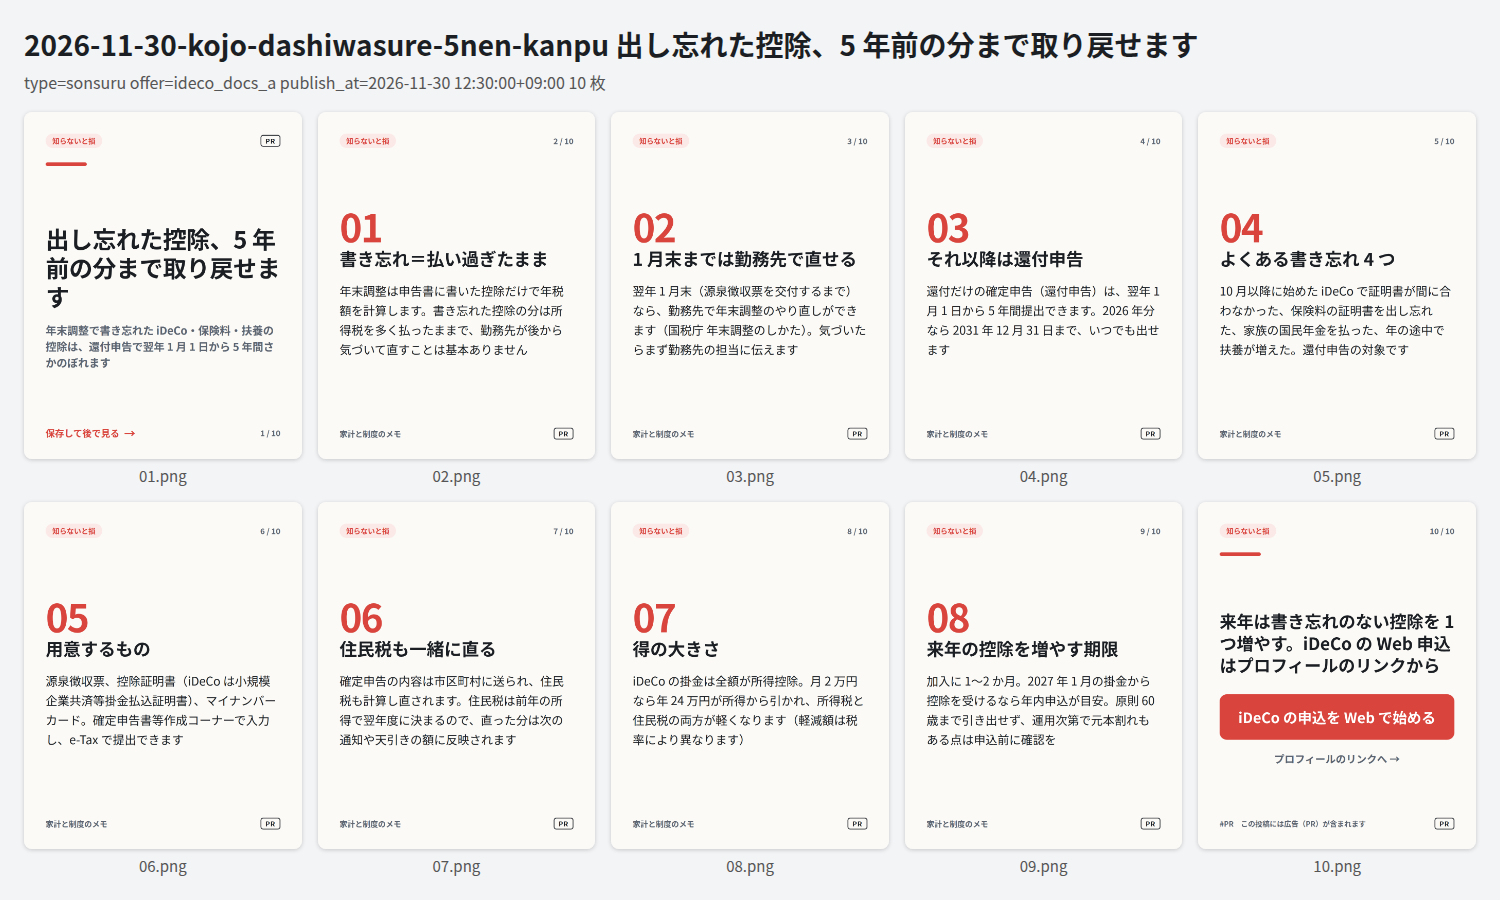 2026-11-30-kojo-dashiwasure-5nen-kanpu 出し忘れた控除、5 年前の分まで取り戻せます
type=sonsuru offer=ideco_docs_a publish_at=2026-11-30 12:30:00+09:00 10 枚
知らないと損
PR
出し忘れた控除、5 年
前の分まで取り戻せま
す
年末調整で書き忘れた iDeCo・保険料・扶養の
控除は、還付申告で翌年 1 月 1 日から 5 年間さ
かのぼれます
保存して後で見る →
1 / 10
01.png
知らないと損
2 / 10
01
書き忘れ＝払い過ぎたまま
年末調整は申告書に書いた控除だけで年税
額を計算します。書き忘れた控除の分は所
得税を多く払ったままで、勤務先が後から
気づいて直すことは基本ありません
家計と制度のメモ
PR
02.png
知らないと損
3 / 10
02
1 月末までは勤務先で直せる
翌年 1 月末（源泉徴収票を交付するまで）
なら、勤務先で年末調整のやり直しができ
ます（国税庁 年末調整のしかた）。気づいた
らまず勤務先の担当に伝えます
家計と制度のメモ
PR
03.png
知らないと損
4 / 10
03
それ以降は還付申告
還付だけの確定申告（還付申告）は、翌年 1
月 1 日から 5 年間提出できます。2026 年分
なら 2031 年 12 月 31 日まで、いつでも出せ
ます
家計と制度のメモ
PR
04.png
知らないと損
5 / 10
04
よくある書き忘れ 4 つ
10 月以降に始めた iDeCo で証明書が間に合
わなかった、保険料の証明書を出し忘れ
た、家族の国民年金を払った、年の途中で
扶養が増えた。還付申告の対象です
家計と制度のメモ
PR
05.png
知らないと損
6 / 10
05
用意するもの
源泉徴収票、控除証明書（iDeCo は小規模
企業共済等掛金払込証明書）、マイナンバー
カード。確定申告書等作成コーナーで入力
し、e-Tax で提出できます
家計と制度のメモ
PR
06.png
知らないと損
7 / 10
06
住民税も一緒に直る
確定申告の内容は市区町村に送られ、住民
税も計算し直されます。住民税は前年の所
得で翌年度に決まるので、直った分は次の
通知や天引きの額に反映されます
家計と制度のメモ
PR
07.png
知らないと損
8 / 10
07
得の大きさ
iDeCo の掛金は全額が所得控除。月 2 万円
なら年 24 万円が所得から引かれ、所得税と
住民税の両方が軽くなります（軽減額は税
率により異なります）
家計と制度のメモ
PR
08.png
知らないと損
9 / 10
08
来年の控除を増やす期限
加入に 1〜2 か月。2027 年 1 月の掛金から
控除を受けるなら年内申込が目安。原則 60
歳まで引き出せず、運用次第で元本割れも
ある点は申込前に確認を
家計と制度のメモ
PR
09.png
知らないと損
10 / 10
来年は書き忘れのない控除を 1
つ増やす。iDeCo の Web 申込
はプロフィールのリンクから
iDeCo の申込を Web で始める
プロフィールのリンクへ →
#PR この投稿には広告（PR）が含まれます
PR
10.png